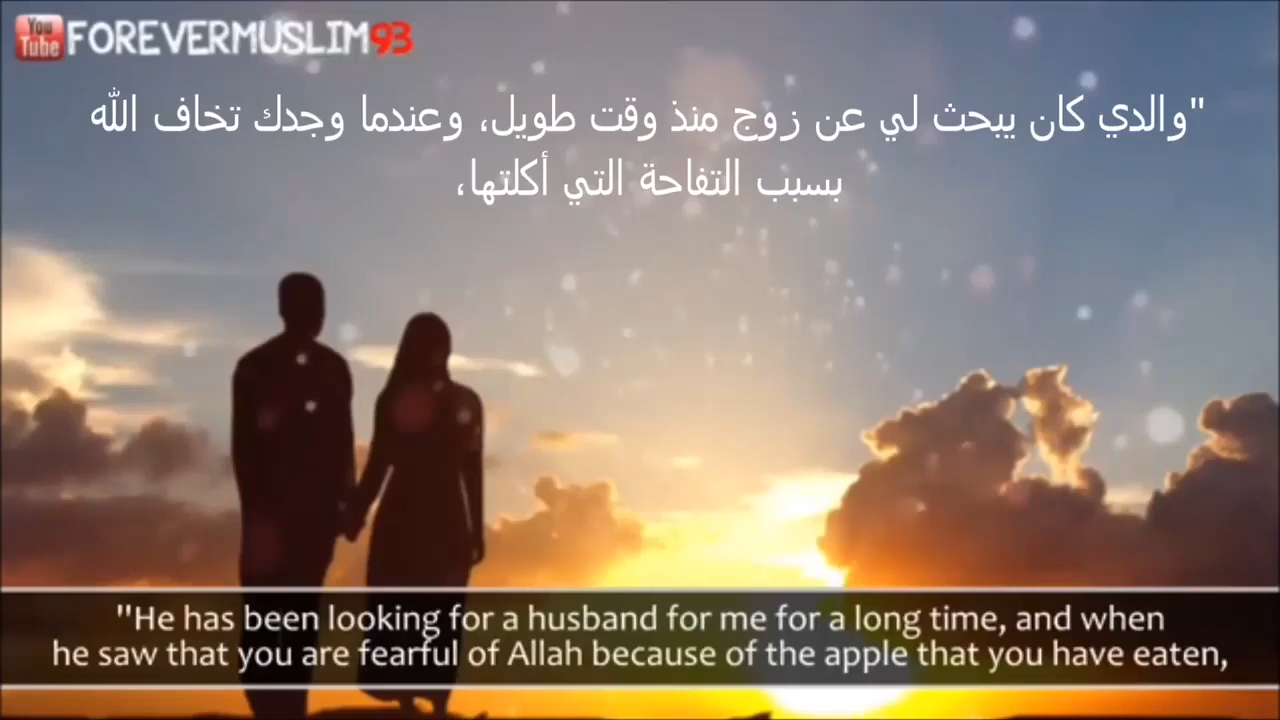 You Tube FOREVERMUSLIM93
"والدي كان يبحث لي عن زوج منذ وقت طويل، وعندما وجدك تخاف الله
بسبب التفاحة التي أكلتها،
"He has been looking for a husband for me for a long time, and when
he saw that you are fearful of Allah because of the apple that you have eaten,